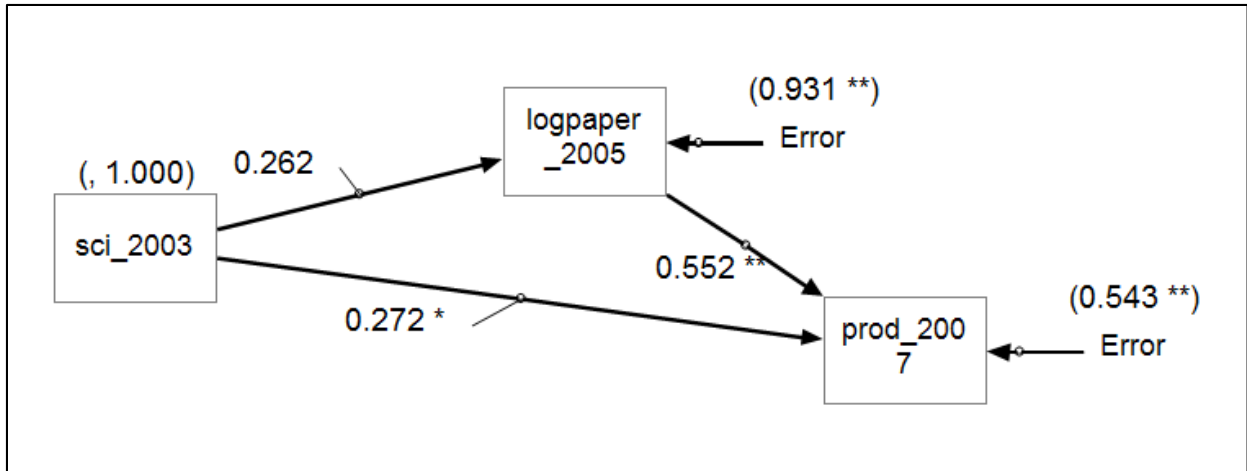 (0.931 **)
logpaper
_2005
Error
(, 1.000)
0.262
sci_2003
0.552 **
0.272 *
(0.543 **)
prod_200
7
Error